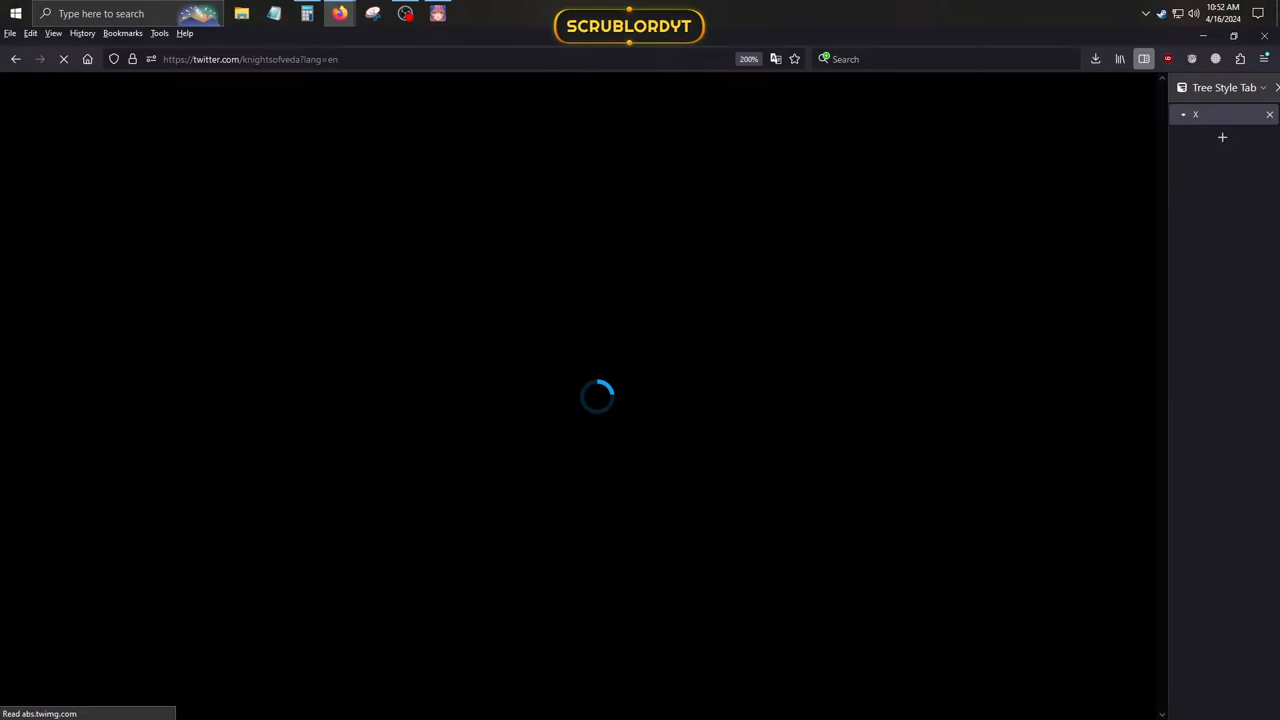 Type here to search
SCRUBLORDYT
10:52 AM
4/16/2024
File Edit View History Bookmarks Tools Help
https://twitter.com/knightsofveda?lang=en
200%
Search
Tree Style Tab
X
Read abs.twimg.com